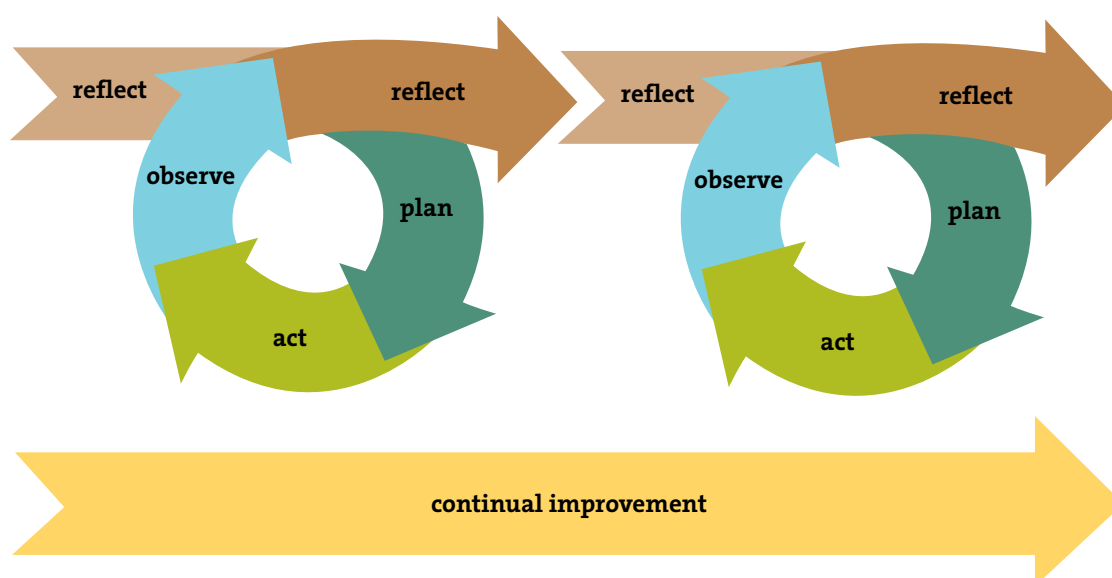 reflect
reflect
observe
plan
act
reflect
reflect
observe
plan
act
continual improvement